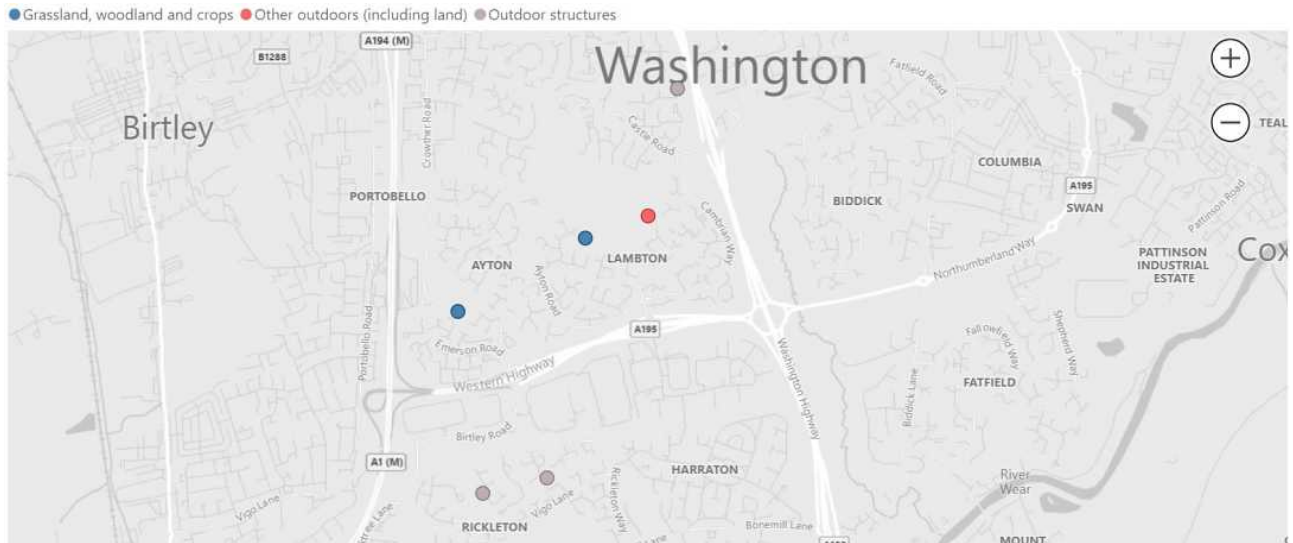 Grassland, woodland and crops Other outdoors (including land) Outdoor structures
A194 (M)
B1288
Washington
Fatfield Road
Birtley
Crowther Road
Castle Road
TEAL
COLUMBIA
PORTOBELLO
A195
BIDDICK
SWAN
Pattinson Road
Cambrian Way
AYTON
LAMBTON
Ayton Road
Northumberland Way
PATTINSON
INDUSTRIAL
ESTATE
Cox
Portobello Road
A195
Emerson Road
Western Highway
Washington Highway
Fallowfield Way
Shepherd Way
FATFIELD
Biddick Lane
Birtley Road
A1 (M)
HARRATON
Rickleton Way
River
Wear
Vigo Lane
Vigo Lane
RICKLETON
Bonemill Lane
MOUNT